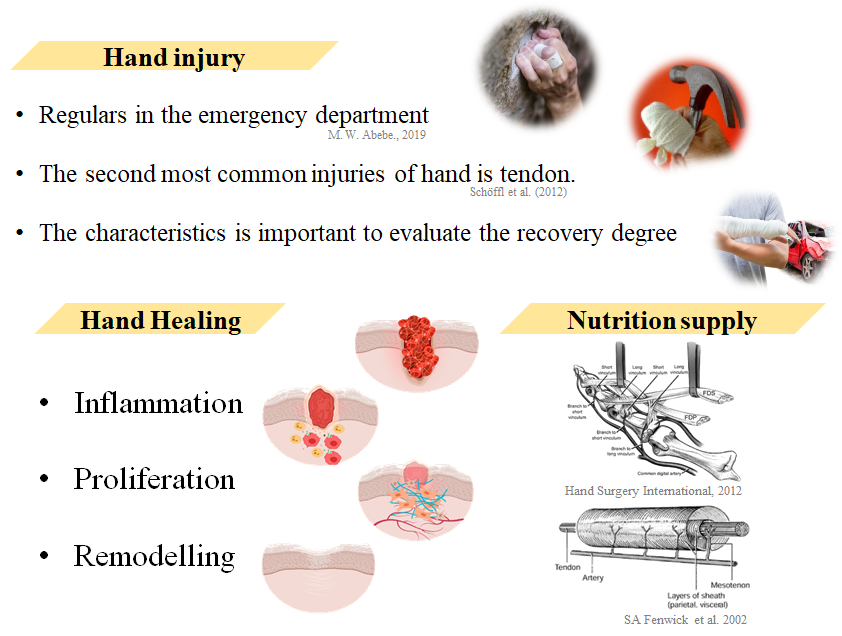 Hand injury
• Regulars in the emergency department
M. W. Abebe., 2019
• The second most common injuries of hand is tendon.
Schöffl et al. (2012)
• The characteristics is important to evaluate the recovery degree
Hand Healing
• Inflammation
• Proliferation
• Remodelling
Nutrition supply
Short vinculum
Long vinculum
Short vinculum
Long vinculum
FDS
FDP
Branch to short vinculum
Branch to short vinculum
Branch to long vinculum
Common digital artery
Hand Surgery International, 2012
Tendon
Artery
Mesotenon
Layers of sheath
(parietal, visceral)
SA Fenwick et al. 2002